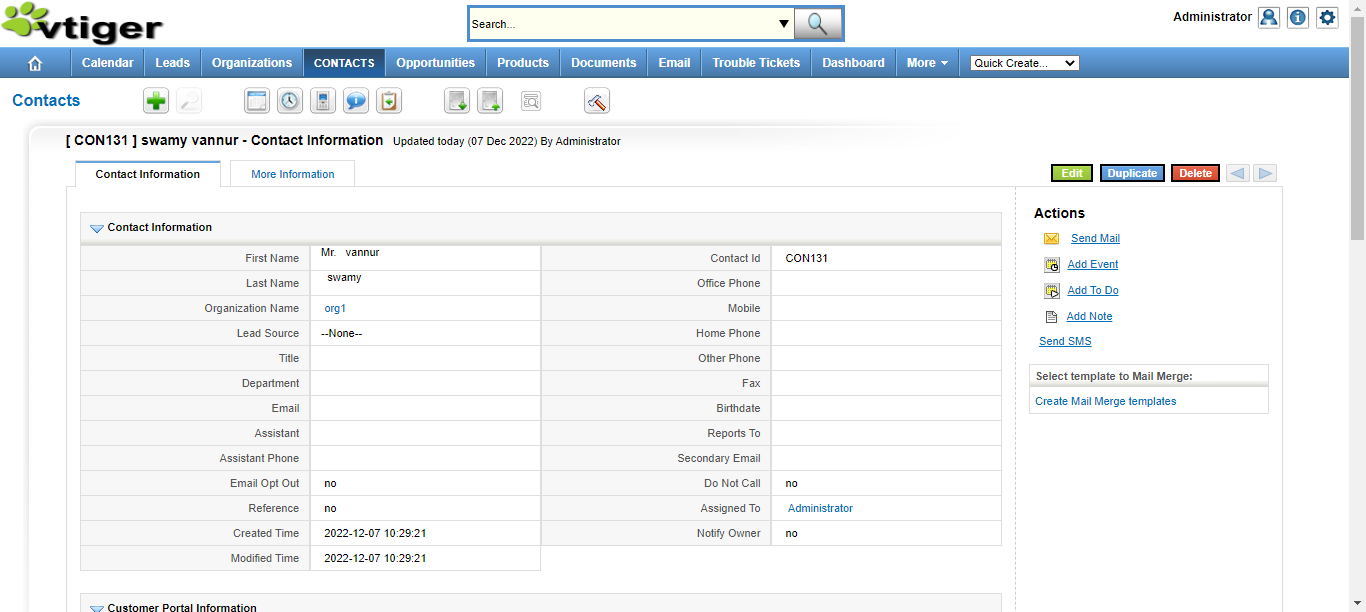 vtiger
Search...
Administrator
Calendar Leads Organizations CONTACTS Opportunities Products Documents Email Trouble Tickets Dashboard More Quick Create...
Contacts
[ CON131 ] swamy vannur - Contact Information Updated today (07 Dec 2022) By Administrator
Contact Information More Information Edit Duplicate Delete
Contact Information
First Name Mr. vannur Contact Id CON131
Last Name swamy Office Phone
Organization Name org1 Mobile
Lead Source --None-- Home Phone
Title Other Phone
Department Fax
Email Birthdate
Assistant Reports To
Assistant Phone Secondary Email
Email Opt Out no Do Not Call no
Reference no Assigned To Administrator
Created Time 2022-12-07 10:29:21 Notify Owner no
Modified Time 2022-12-07 10:29:21
Customer Portal Information
Actions
Send Mail
Add Event
Add To Do
Add Note
Send SMS
Select template to Mail Merge:
Create Mail Merge templates